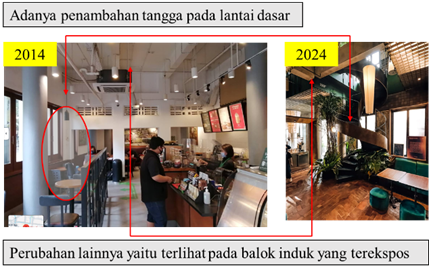 Adanya penambahan tangga pada lantai dasar
2014
2024
Perubahan lainnya yaitu terlihat pada balok induk yang terekspos